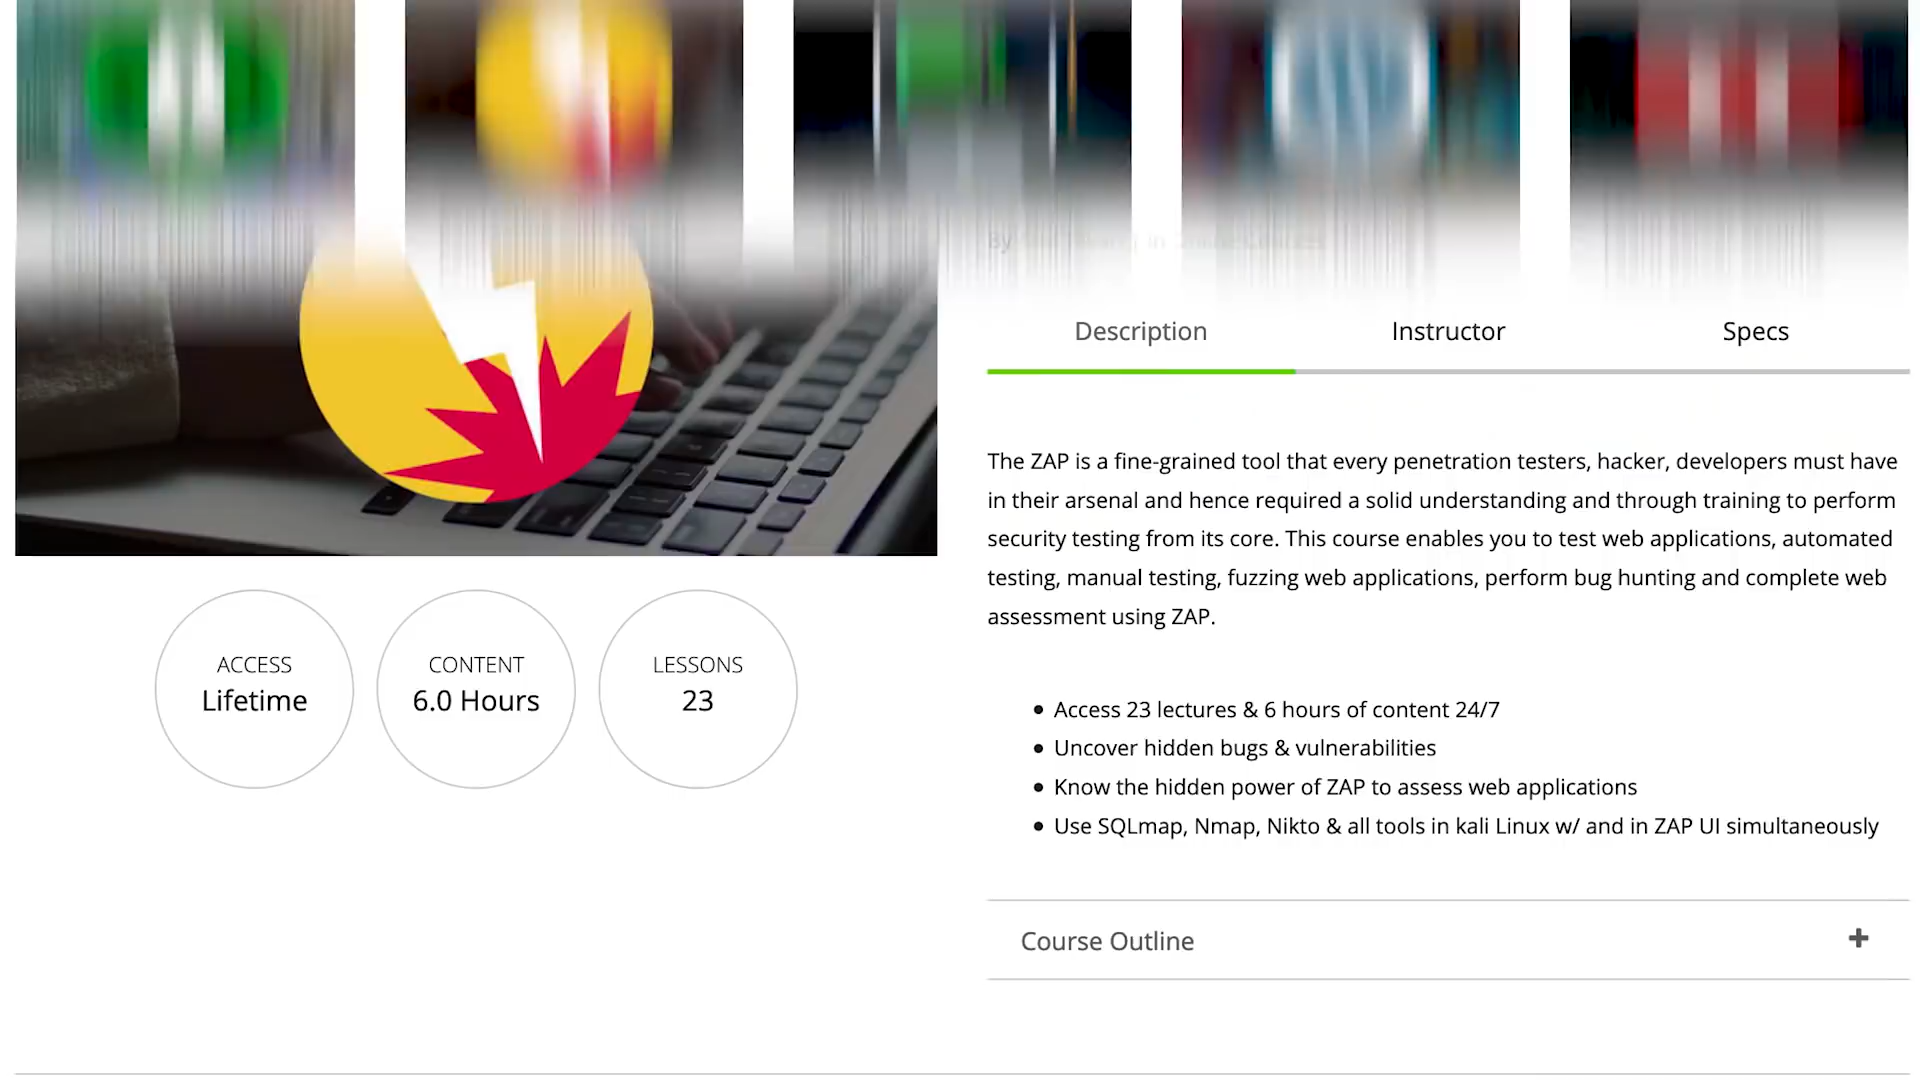 Description
Instructor
Specs
The ZAP is a fine-grained tool that every penetration testers, hacker, developers must have
in their arsenal and hence required a solid understanding and through training to perform
security testing from its core. This course enables you to test web applications, automated
testing, manual testing, fuzzing web applications, perform bug hunting and complete web
assessment using ZAP.
ACCESS
Lifetime
CONTENT
6.0 Hours
LESSONS
23
Access 23 lectures & 6 hours of content 24/7
Uncover hidden bugs & vulnerabilities
Know the hidden power of ZAP to assess web applications
Use SQLmap, Nmap, Nikto & all tools in kali Linux w/ and in ZAP UI simultaneously
Course Outline